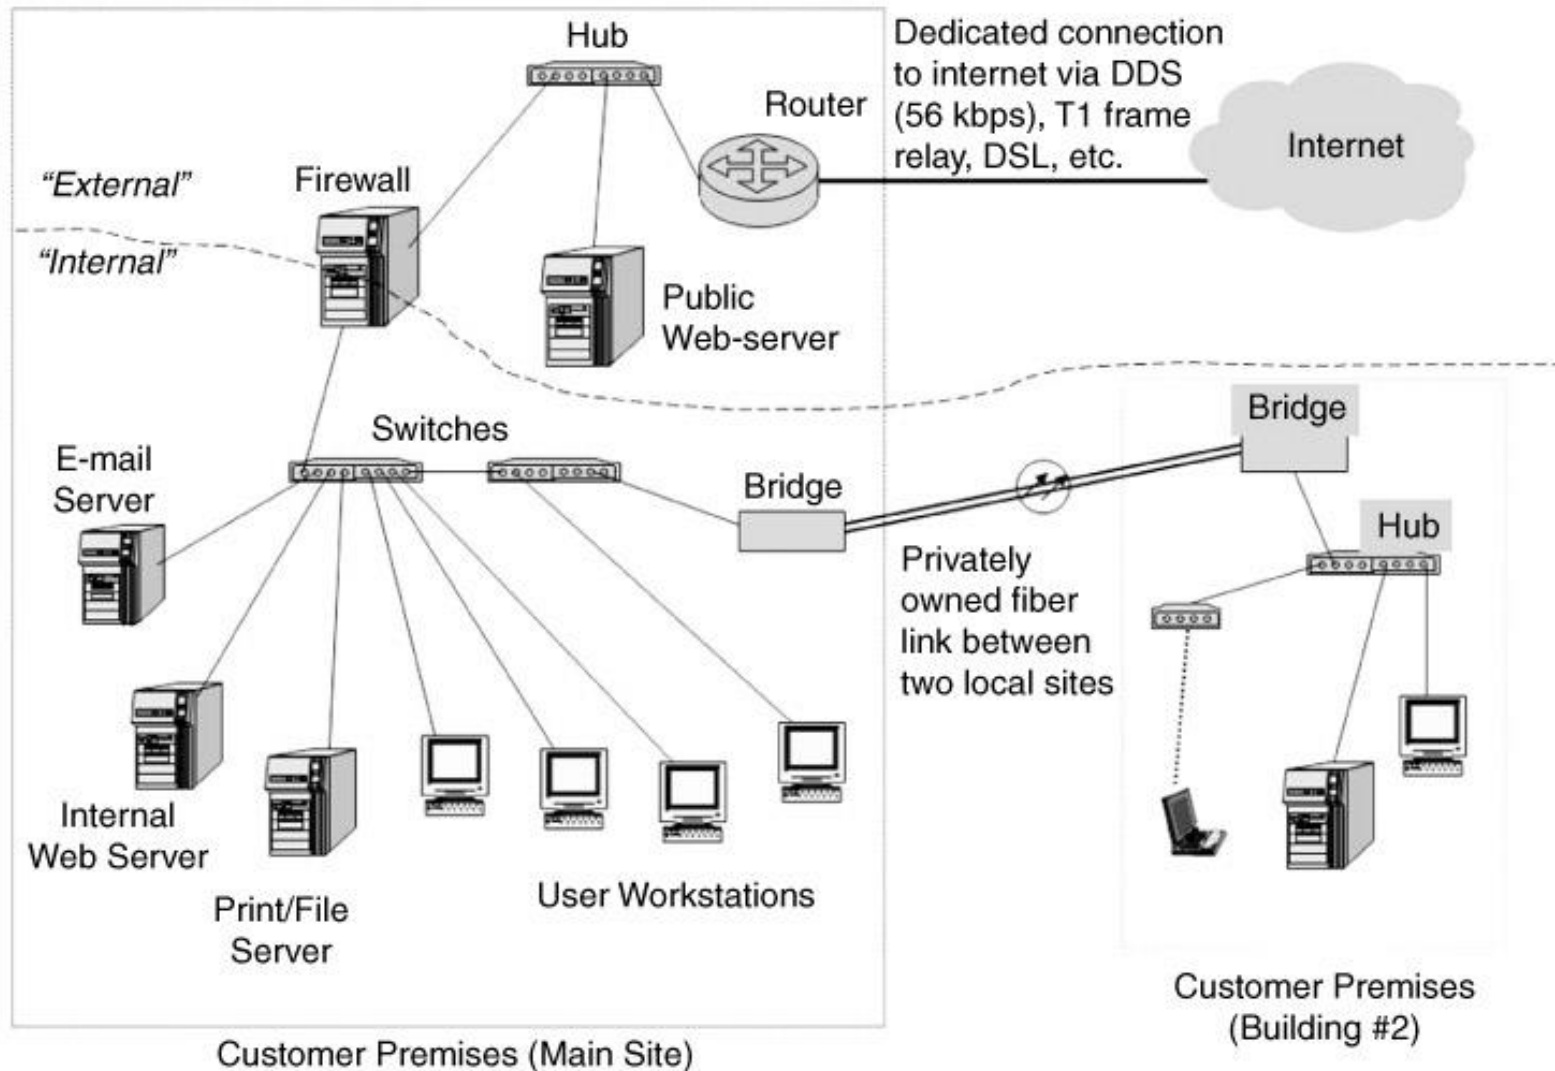 Hub
Dedicated connection
to internet via DDS
(56 kbps), T1 frame
relay, DSL, etc.
Router
Internet
"External"
Firewall
"Internal"
Public
Web-server
Switches
Bridge
E-mail
Server
Bridge
Hub
Privately
owned fiber
link between
two local sites
Internal
Web Server
Print/File
Server
User Workstations
Customer Premises
(Building #2)
Customer Premises (Main Site)